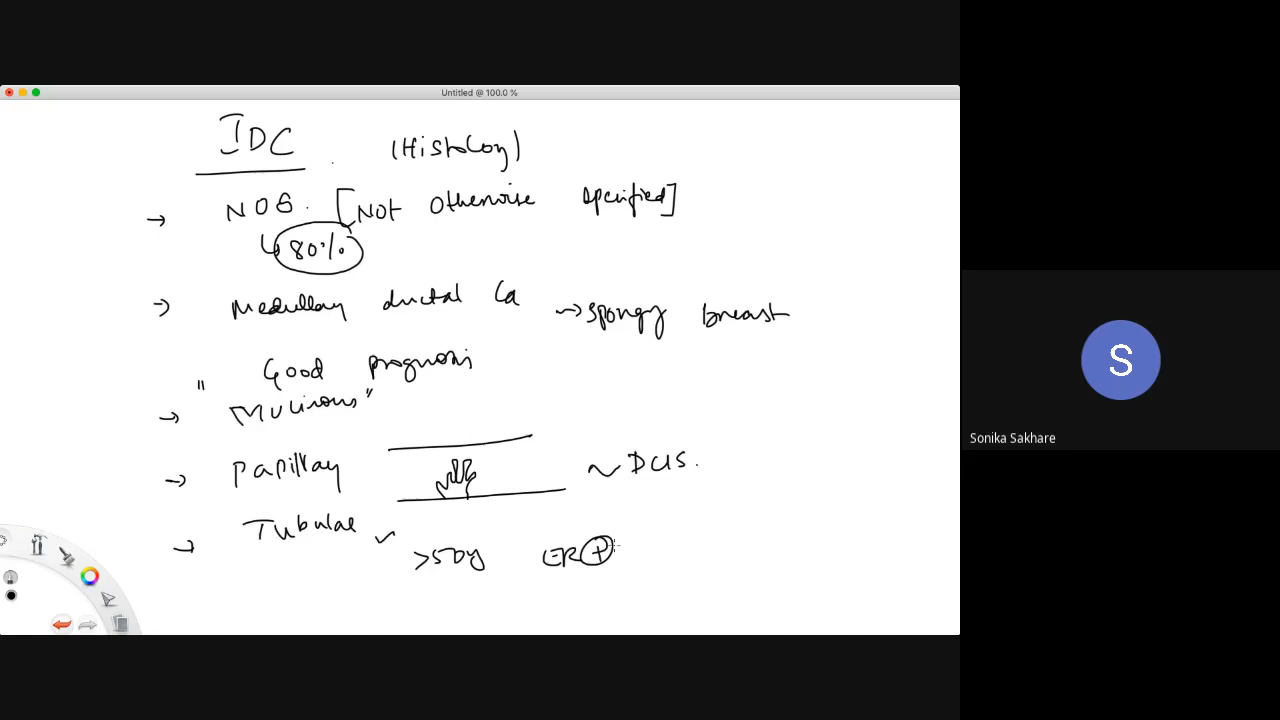 Untitled @ 100.0 %
IDC (Histology)
→ NOS. [Not Otherwise specified]
↳ 80%
→ Medullary ductal Ca ~> spongy breast
Good prognosis
→ "Mucinous"
→ Papillary ~ DCIS.
→ Tubular ✓
>50y ER +
S
Sonika Sakhare